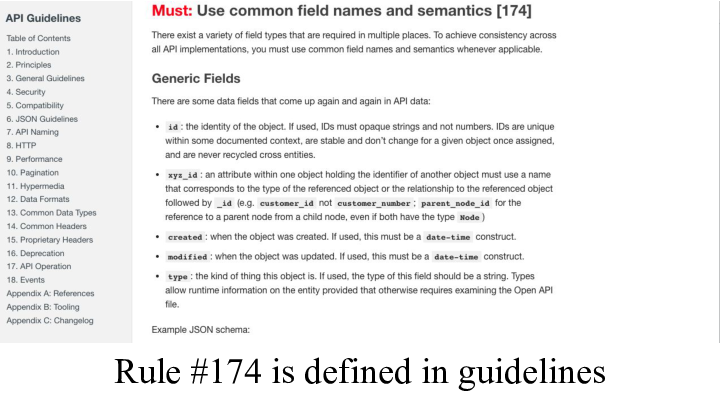 API Guidelines
Table of Contents
1. Introduction
2. Principles
3. General Guidelines
4. Security
5. Compatibility
6. JSON Guidelines
7. API Naming
8. HTTP
9. Performance
10. Pagination
11. Hypermedia
12. Data Formats
13. Common Data Types
14. Common Headers
15. Proprietary Headers
16. Deprecation
17. API Operation
18. Events
Appendix A: References
Appendix B: Tooling
Appendix C: Changelog
Must: Use common field names and semantics [174]
There exist a variety of field types that are required in multiple places. To achieve consistency across
all API implementations, you must use common field names and semantics whenever applicable.
Generic Fields
There are some data fields that come up again and again in API data:
• id : the identity of the object. If used, IDs must opaque strings and not numbers. IDs are unique
within some documented context, are stable and don't change for a given object once assigned,
and are never recycled cross entities.
• xyz_id : an attribute within one object holding the identifier of another object must use a name
that corresponds to the type of the referenced object or the relationship to the referenced object
followed by _id (e.g. customer_id not customer_number ; parent_node_id for the
reference to a parent node from a child node, even if both have the type Node )
• created : when the object was created. If used, this must be a date-time construct.
• modified : when the object was updated. If used, this must be a date-time construct.
• type : the kind of thing this object is. If used, the type of this field should be a string. Types
allow runtime information on the entity provided that otherwise requires examining the Open API
file.
Example JSON schema:
Rule #174 is defined in guidelines